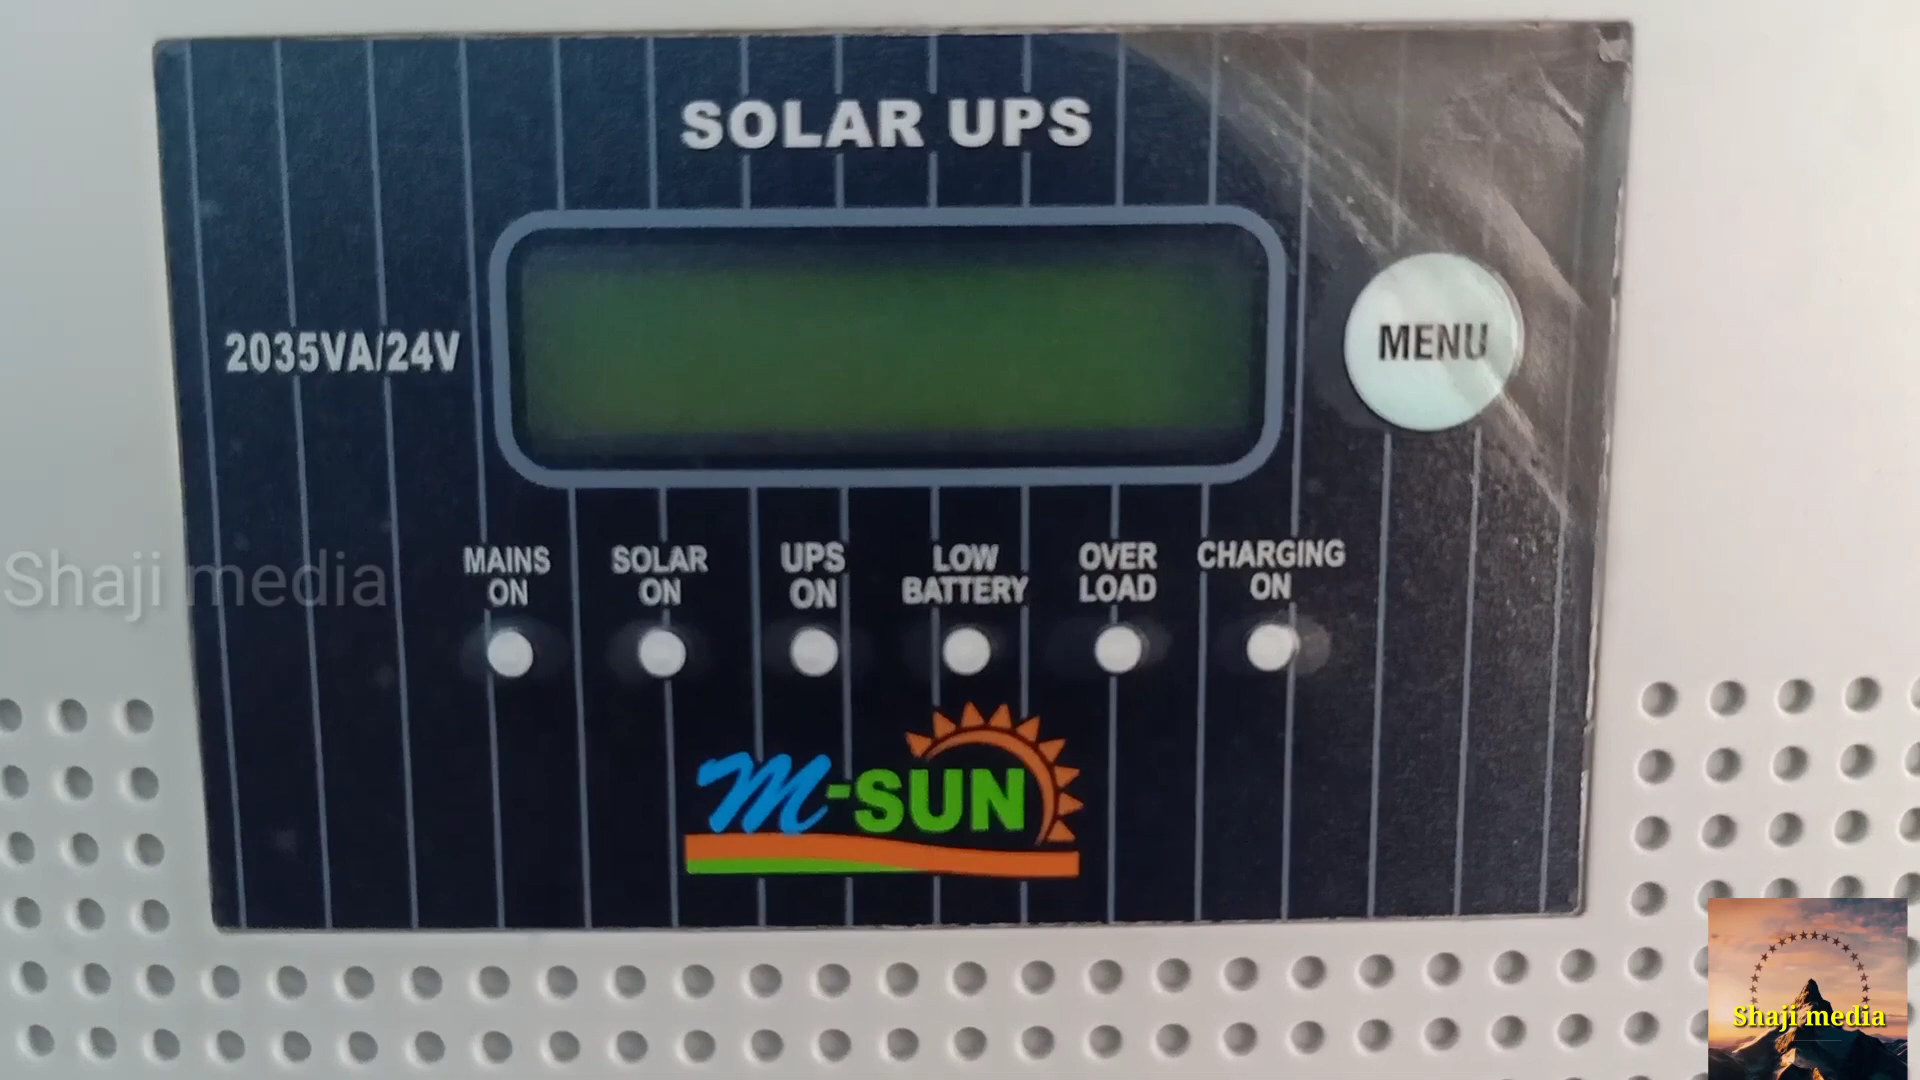 SOLAR UPS
2035VA/24V
MENU
MAINS ON
SOLAR ON
UPS ON
LOW BATTERY
OVER LOAD
CHARGING ON
M-SUN
Shaji media
Shaji media